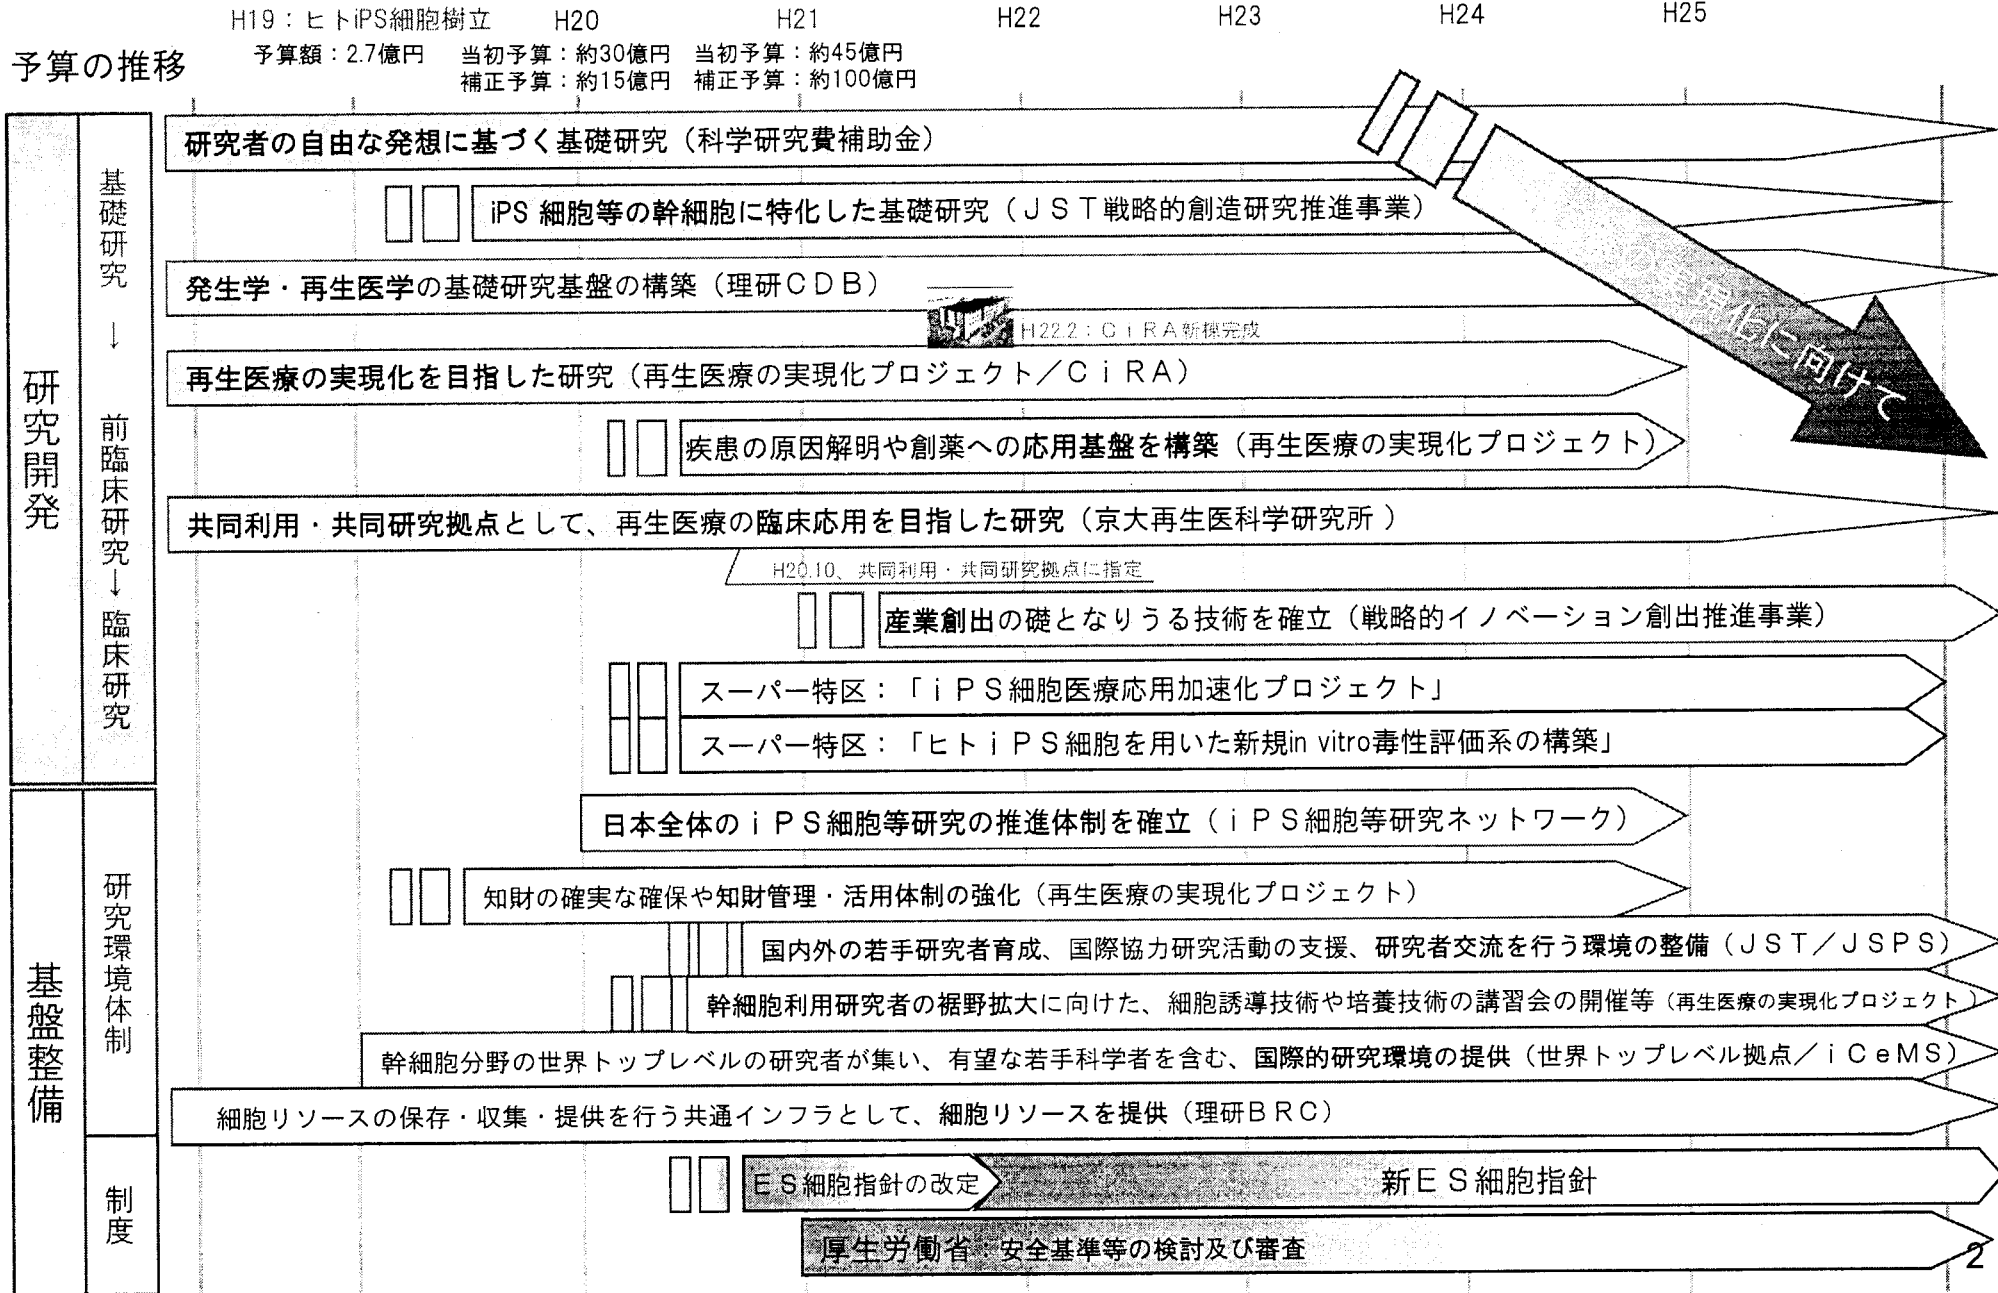 H19：ヒトiPS細胞樹立
H20
H21
H22
H23
H24
H25
予算の推移
予算額：2.7億円
当初予算：約30億円
補正予算：約15億円
当初予算：約45億円
補正予算：約100億円
研究開発
基礎研究
↓
前臨床研究
↓
臨床研究
研究者の自由な発想に基づく基礎研究（科学研究費補助金）
iPS 細胞等の幹細胞に特化した基礎研究（ＪＳＴ戦略的創造研究推進事業）
発生学・再生医学の基礎研究基盤の構築（理研ＣＤＢ）
H22.2：ＣｉＲＡ新棟完成
再生医療の実現化を目指した研究（再生医療の実現化プロジェクト／ＣｉＲＡ）
疾患の原因解明や創薬への応用基盤を構築（再生医療の実現化プロジェクト）
共同利用・共同研究拠点として、再生医療の臨床応用を目指した研究（京大再生医科学研究所 ）
H20.10、共同利用・共同研究拠点に指定
産業創出の礎となりうる技術を確立（戦略的イノベーション創出推進事業）
スーパー特区：「ｉＰＳ細胞医療応用加速化プロジェクト」
スーパー特区：「ヒトｉＰＳ細胞を用いた新規in vitro毒性評価系の構築」
実現化に向けて
基盤整備
研究環境体制
日本全体のｉＰＳ細胞等研究の推進体制を確立（ｉＰＳ細胞等研究ネットワーク）
知財の確実な確保や知財管理・活用体制の強化（再生医療の実現化プロジェクト）
国内外の若手研究者育成、国際協力研究活動の支援、研究者交流を行う環境の整備（ＪＳＴ／ＪＳＰＳ）
幹細胞利用研究者の裾野拡大に向けた、細胞誘導技術や培養技術の講習会の開催等（再生医療の実現化プロジェクト ）
幹細胞分野の世界トップレベルの研究者が集い、有望な若手科学者を含む、国際的研究環境の提供（世界トップレベル拠点／ｉＣｅＭＳ）
細胞リソースの保存・収集・提供を行う共通インフラとして、細胞リソースを提供（理研ＢＲＣ）
制度
ＥＳ細胞指針の改定
新ＥＳ細胞指針
厚生労働省：安全基準等の検討及び審査
2